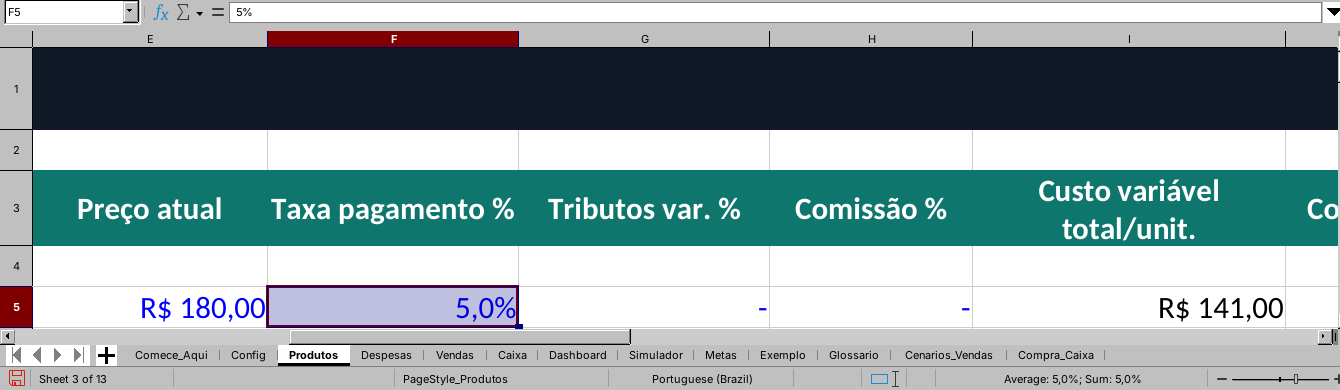 F5 fx Σ = 5%
E F G H I
1
2
3 Preço atual Taxa pagamento % Tributos var. % Comissão % Custo variável total/unit. Co
4
5 R$ 180,00 5,0% - - R$ 141,00
Comece_Aqui Config Produtos Despesas Vendas Caixa Dashboard Simulador Metas Exemplo Glossario Cenarios_Vendas Compra_Caixa
Sheet 3 of 13 PageStyle_Produtos Portuguese (Brazil) Average: 5,0%; Sum: 5,0%